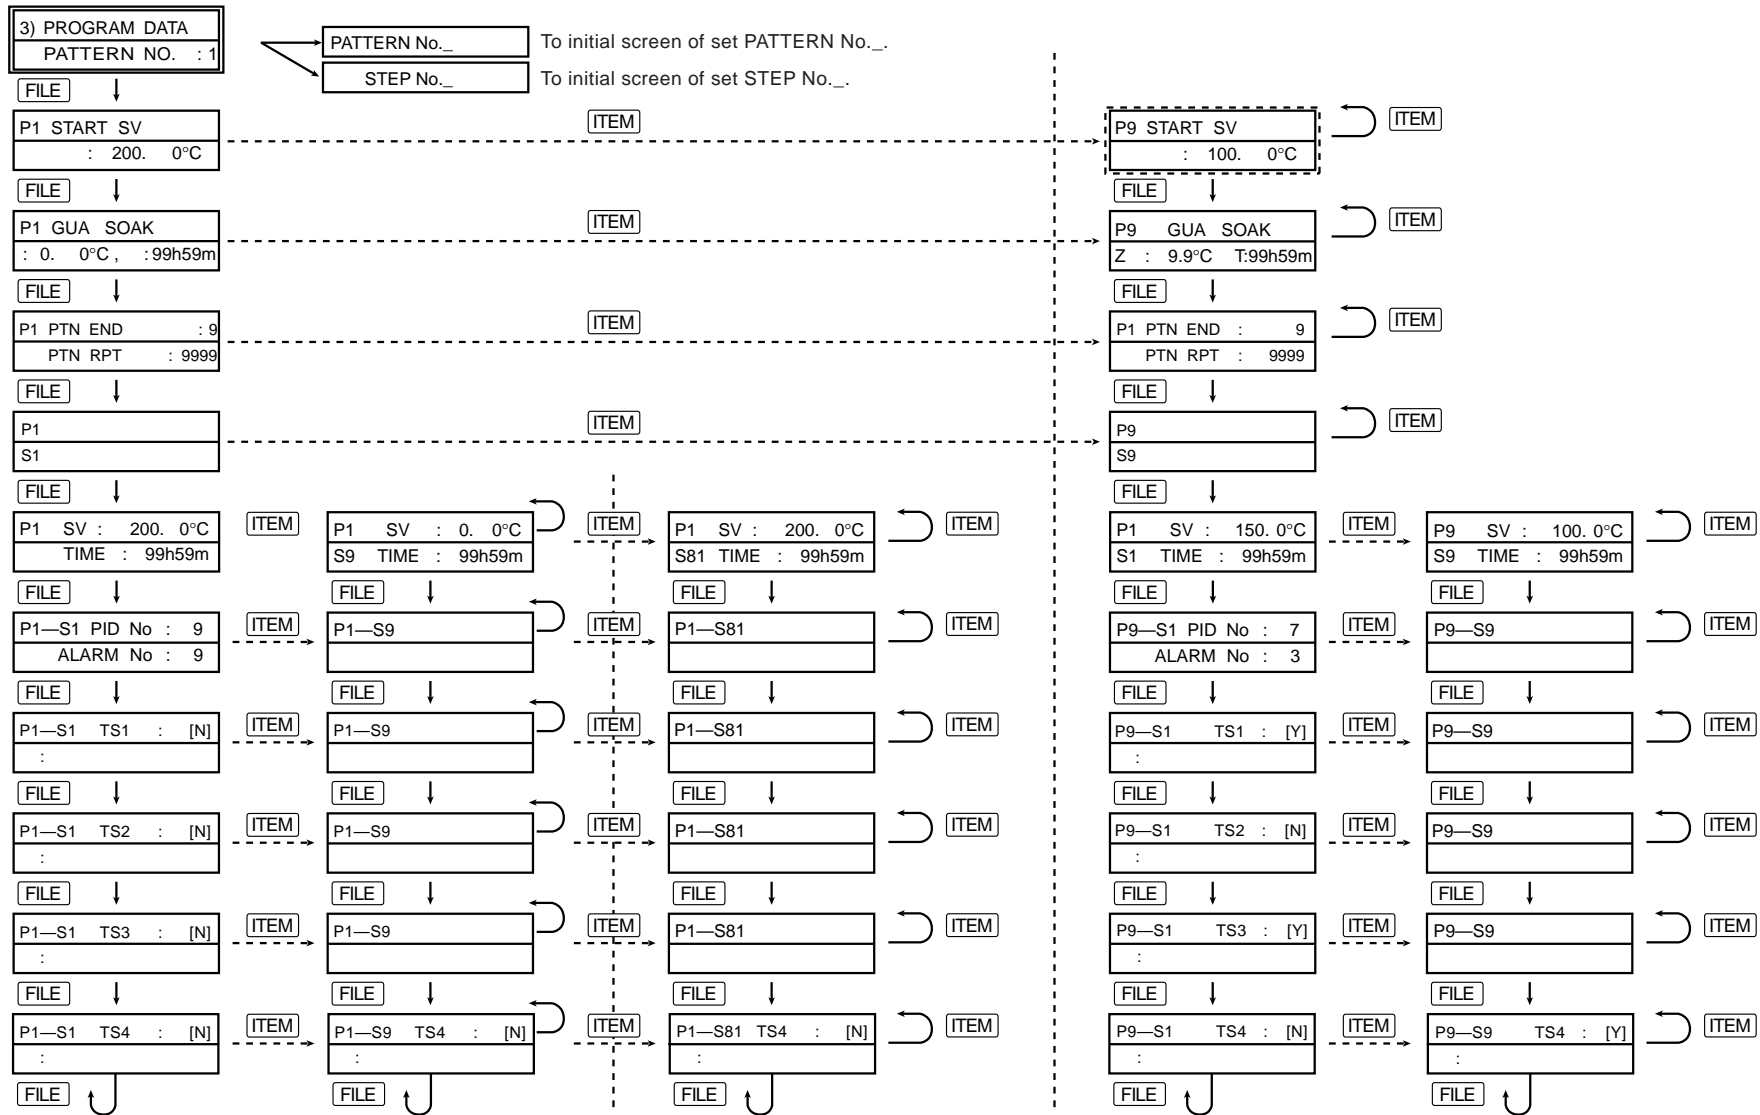 3) PROGRAM DATA
PATTERN NO. : 1
PATTERN No._ To initial screen of set PATTERN No._.
STEP No._ To initial screen of set STEP No._.
FILE
P1 START SV
: 200. 0°C
ITEM
P9 START SV
: 100. 0°C
ITEM
FILE FILE
P1 GUA SOAK
: 0. 0°C , : 99h59m
ITEM
P9 GUA SOAK
Z : 9.9°C T:99h59m
ITEM
FILE FILE
P1 PTN END : 9
PTN RPT : 9999
ITEM
P1 PTN END : 9
PTN RPT : 9999
ITEM
FILE FILE
P1
S1
ITEM
P9
S9
ITEM
FILE FILE
P1 SV : 200. 0°C
TIME : 99h59m
ITEM
P1 SV : 0. 0°C
S9 TIME : 99h59m
ITEM
P1 SV : 200. 0°C
S81 TIME : 99h59m
ITEM
P1 SV : 150. 0°C
S1 TIME : 99h59m
ITEM
P9 SV : 100. 0°C
S9 TIME : 99h59m
ITEM
FILE FILE FILE FILE FILE
P1—S1 PID No : 9
ALARM No : 9
ITEM
P1—S9
ITEM
P1—S81
ITEM
P9—S1 PID No : 7
ALARM No : 3
ITEM
P9—S9
ITEM
FILE FILE FILE FILE FILE
P1—S1 TS1 : [N]
:
ITEM
P1—S9
ITEM
P1—S81
ITEM
P9—S1 TS1 : [Y]
:
ITEM
P9—S9
ITEM
FILE FILE FILE FILE FILE
P1—S1 TS2 : [N]
:
ITEM
P1—S9
ITEM
P1—S81
ITEM
P9—S1 TS2 : [N]
:
ITEM
P9—S9
ITEM
FILE FILE FILE FILE FILE
P1—S1 TS3 : [N]
:
ITEM
P1—S9
ITEM
P1—S81
ITEM
P9—S1 TS3 : [Y]
:
ITEM
P9—S9
ITEM
FILE FILE FILE FILE FILE
P1—S1 TS4 : [N]
:
ITEM
P1—S9 TS4 : [N]
:
ITEM
P1—S81 TS4 : [N]
:
ITEM
P9—S1 TS4 : [N]
:
ITEM
P9—S9 TS4 : [Y]
:
ITEM
FILE FILE FILE FILE FILE